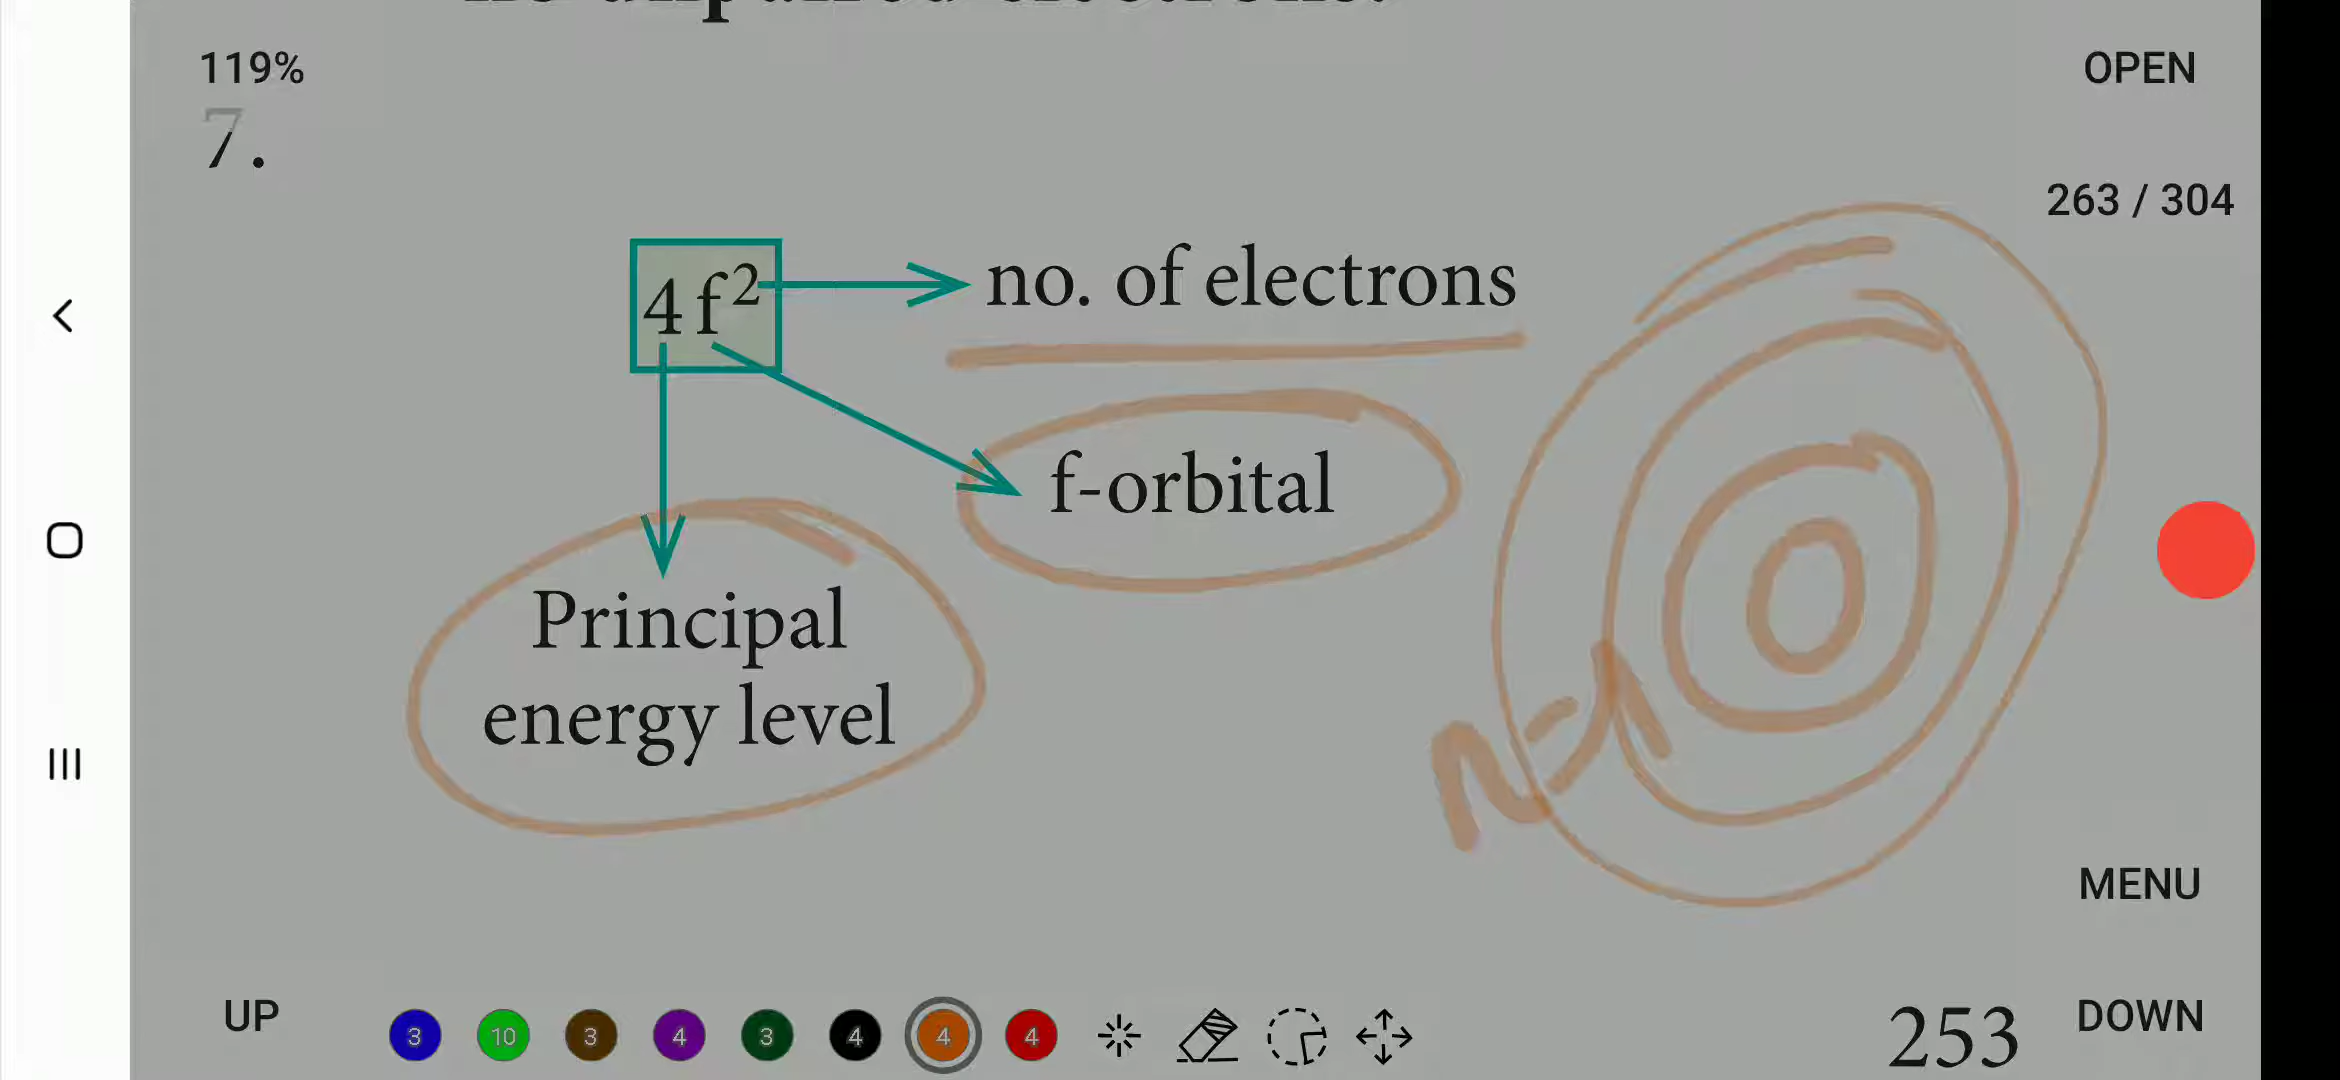 119%
OPEN
7.
263 / 304
4f²
no. of electrons
f-orbital
Principal
energy level
n-1
MENU
UP
3
10
3
4
3
4
4
4
253
DOWN